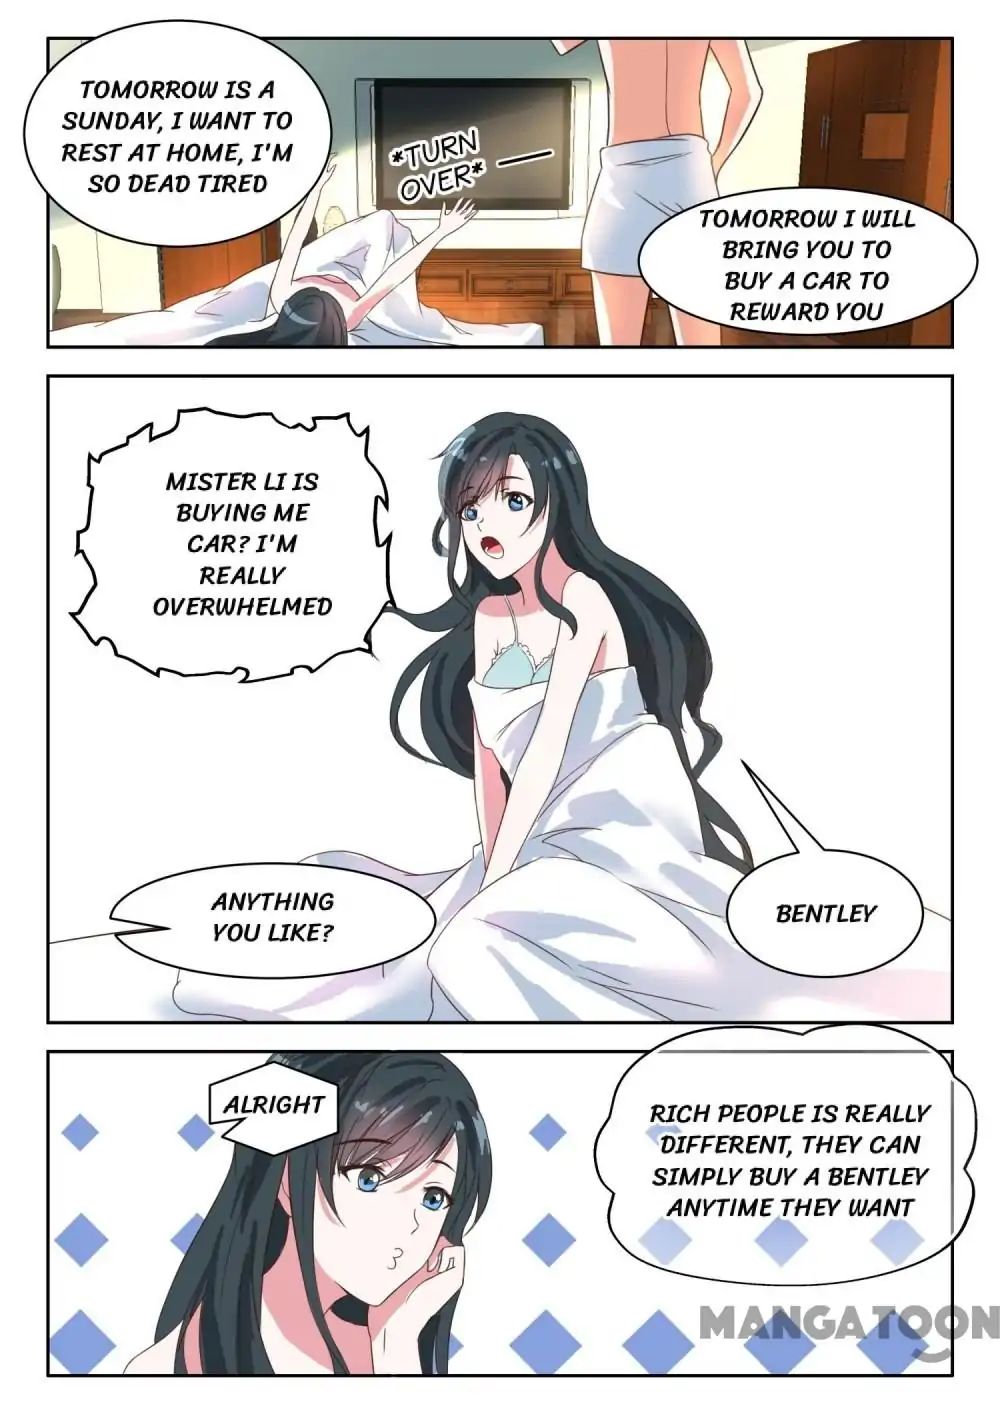 TOMORROW IS A
SUNDAY, I WANT TO
REST AT HOME, I'M
SO DEAD TIRED
*TURN
OVER*
TOMORROW I WILL
BRING YOU TO
BUY A CAR TO
REWARD YOU
MISTER LI IS
BUYING ME
CAR? I'M
REALLY
OVERWHELMED
ANYTHING
YOU LIKE?
BENTLEY
ALRIGHT
RICH PEOPLE IS REALLY
DIFFERENT, THEY CAN
SIMPLY BUY A BENTLEY
ANYTIME THEY WANT
MANGATOON